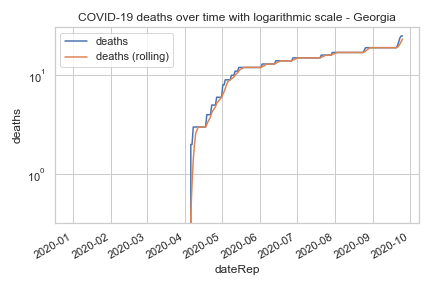 COVID-19 deaths over time with logarithmic scale - Georgia
deaths
deaths (rolling)
10¹
10⁰
deaths
2020-01
2020-02
2020-03
2020-04
2020-05
2020-06
2020-07
2020-08
2020-09
2020-10
dateRep